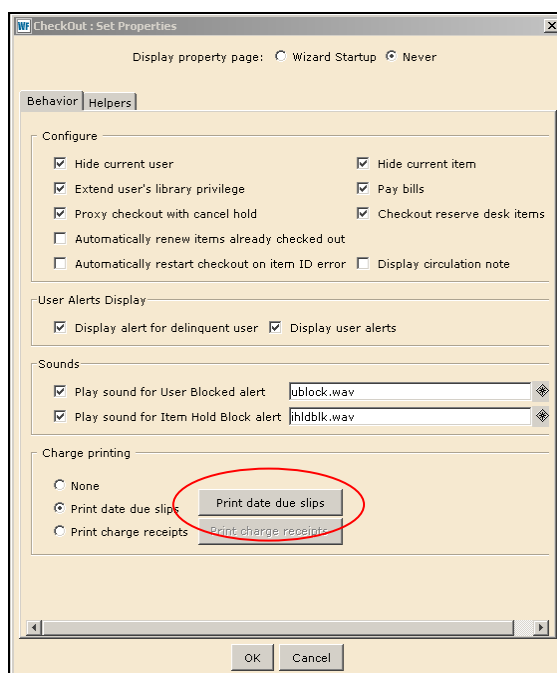 WF CheckOut : Set Properties
Display property page: Wizard Startup Never
Behavior Helpers
Configure
Hide current user Hide current item
Extend user's library privilege Pay bills
Proxy checkout with cancel hold Checkout reserve desk items
Automatically renew items already checked out
Automatically restart checkout on item ID error Display circulation note
User Alerts Display
Display alert for delinquent user Display user alerts
Sounds
Play sound for User Blocked alert ublock.wav
Play sound for Item Hold Block alert ihldblk.wav
Charge printing
None
Print date due slips Print date due slips
Print charge receipts Print charge receipts
OK Cancel